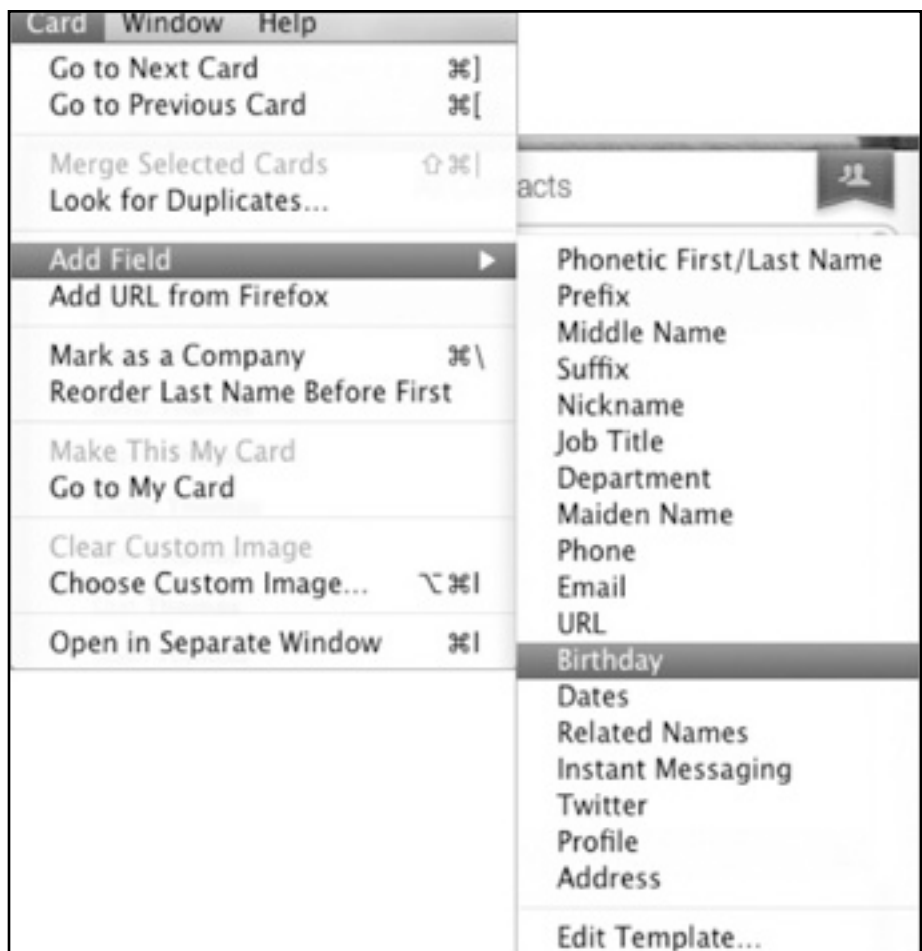 Card Window Help
Go to Next Card ⌘]
Go to Previous Card ⌘[
Merge Selected Cards ⇧⌘|
Look for Duplicates...
Add Field ▶
Add URL from Firefox
Mark as a Company ⌘\
Reorder Last Name Before First
Make This My Card
Go to My Card
Clear Custom Image
Choose Custom Image... ⌥⌘I
Open in Separate Window ⌘I
acts
Phonetic First/Last Name
Prefix
Middle Name
Suffix
Nickname
Job Title
Department
Maiden Name
Phone
Email
URL
Birthday
Dates
Related Names
Instant Messaging
Twitter
Profile
Address
Edit Template...